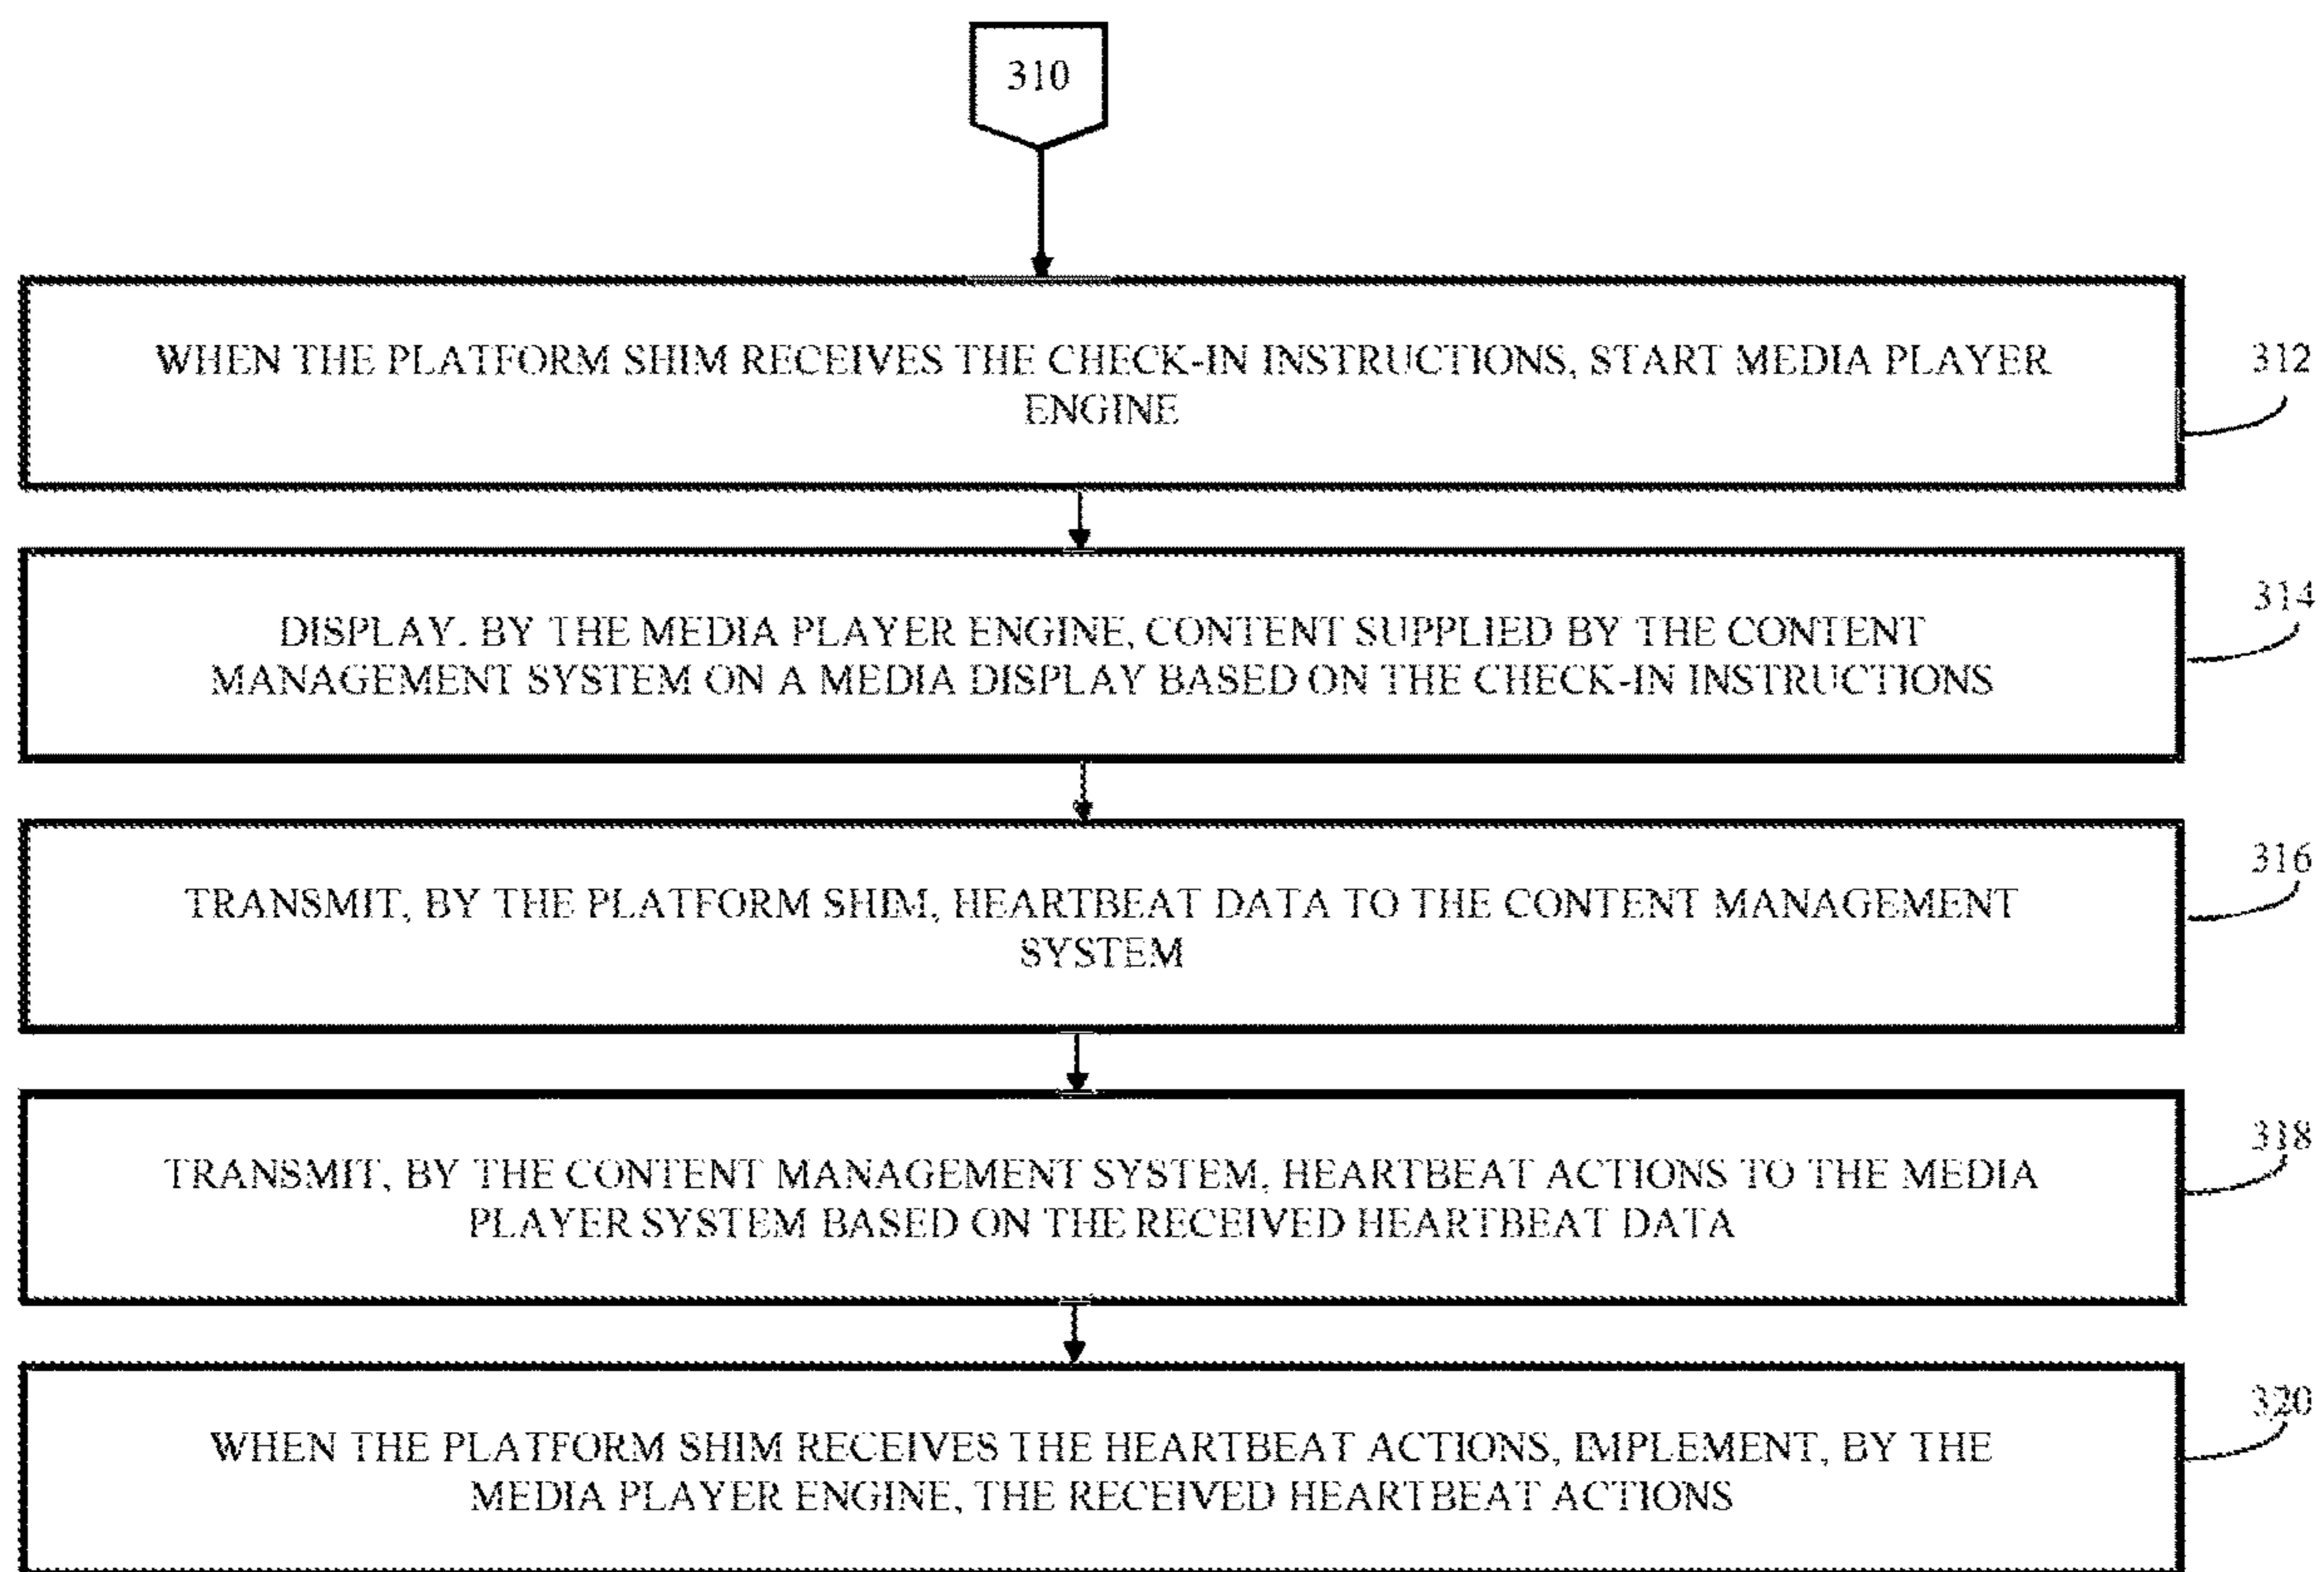 310
WHEN THE PLATFORM SHIM RECEIVES THE CHECK-IN INSTRUCTIONS, START MEDIA PLAYER
ENGINE
312
DISPLAY, BY THE MEDIA PLAYER ENGINE, CONTENT SUPPLIED BY THE CONTENT
MANAGEMENT SYSTEM ON A MEDIA DISPLAY BASED ON THE CHECK-IN INSTRUCTIONS
314
TRANSMIT, BY THE PLATFORM SHIM, HEARTBEAT DATA TO THE CONTENT MANAGEMENT
SYSTEM
316
TRANSMIT, BY THE CONTENT MANAGEMENT SYSTEM, HEARTBEAT ACTIONS TO THE MEDIA
PLAYER SYSTEM BASED ON THE RECEIVED HEARTBEAT DATA
318
WHEN THE PLATFORM SHIM RECEIVES THE HEARTBEAT ACTIONS, IMPLEMENT, BY THE
MEDIA PLAYER ENGINE, THE RECEIVED HEARTBEAT ACTIONS
320